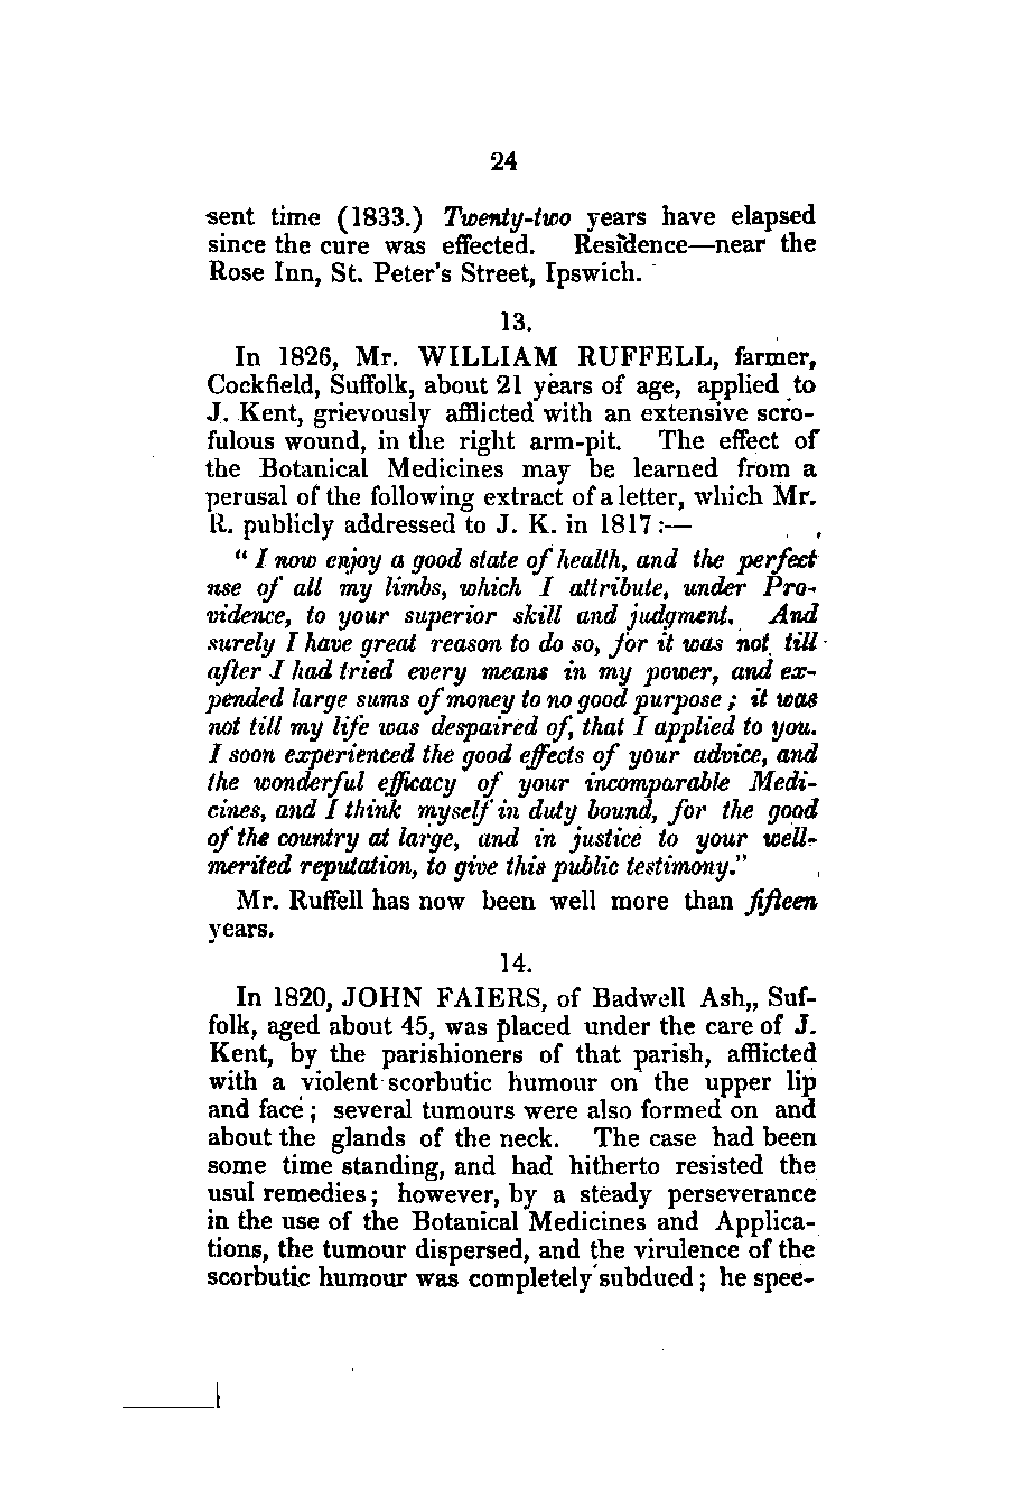 24
sent time (1833.) Twenty-two years have elapsed
since the cure was effected. Residence—near the
Rose Inn, St. Peter's Street, Ipswich.
13.
In 1826, Mr. WILLIAM RUFFELL, farmer,
Cockfield, Suffolk, about 21 years of age, applied to
J. Kent, grievously afflicted with an extensive scro-
fulous wound, in the right arm-pit. The effect of
the Botanical Medicines may be learned from a
perusal of the following extract of a letter, which Mr.
R. publicly addressed to J. K. in 1817:—
“ I now enjoy a good state of health, and the perfect
use of all my limbs, which I attribute, under Pro-
vidence, to your superior skill and judgment. And
surely I have great reason to do so, for it was not till
after I had tried every means in my power, and ex-
pended large sums of money to no good purpose; it was
not till my life was despaired of, that I applied to you.
I soon experienced the good effects of your advice, and
the wonderful efficacy of your incomparable Medi-
cines, and I think myself in duty bound, for the good
of the country at large, and in justice to your well-
merited reputation, to give this public testimony."
Mr. Ruffell has now been well more than fifteen
years.
14.
In 1820, JOHN FAIERS, of Badwell Ash,, Suf-
folk, aged about 45, was placed under the care of J.
Kent, by the parishioners of that parish, afflicted
with a violent scorbutic humour on the upper lip
and face; several tumours were also formed on and
about the glands of the neck. The case had been
some time standing, and had hitherto resisted the
usul remedies; however, by a steady perseverance
in the use of the Botanical Medicines and Applica-
tions, the tumour dispersed, and the virulence of the
scorbutic humour was completely subdued; he spee-